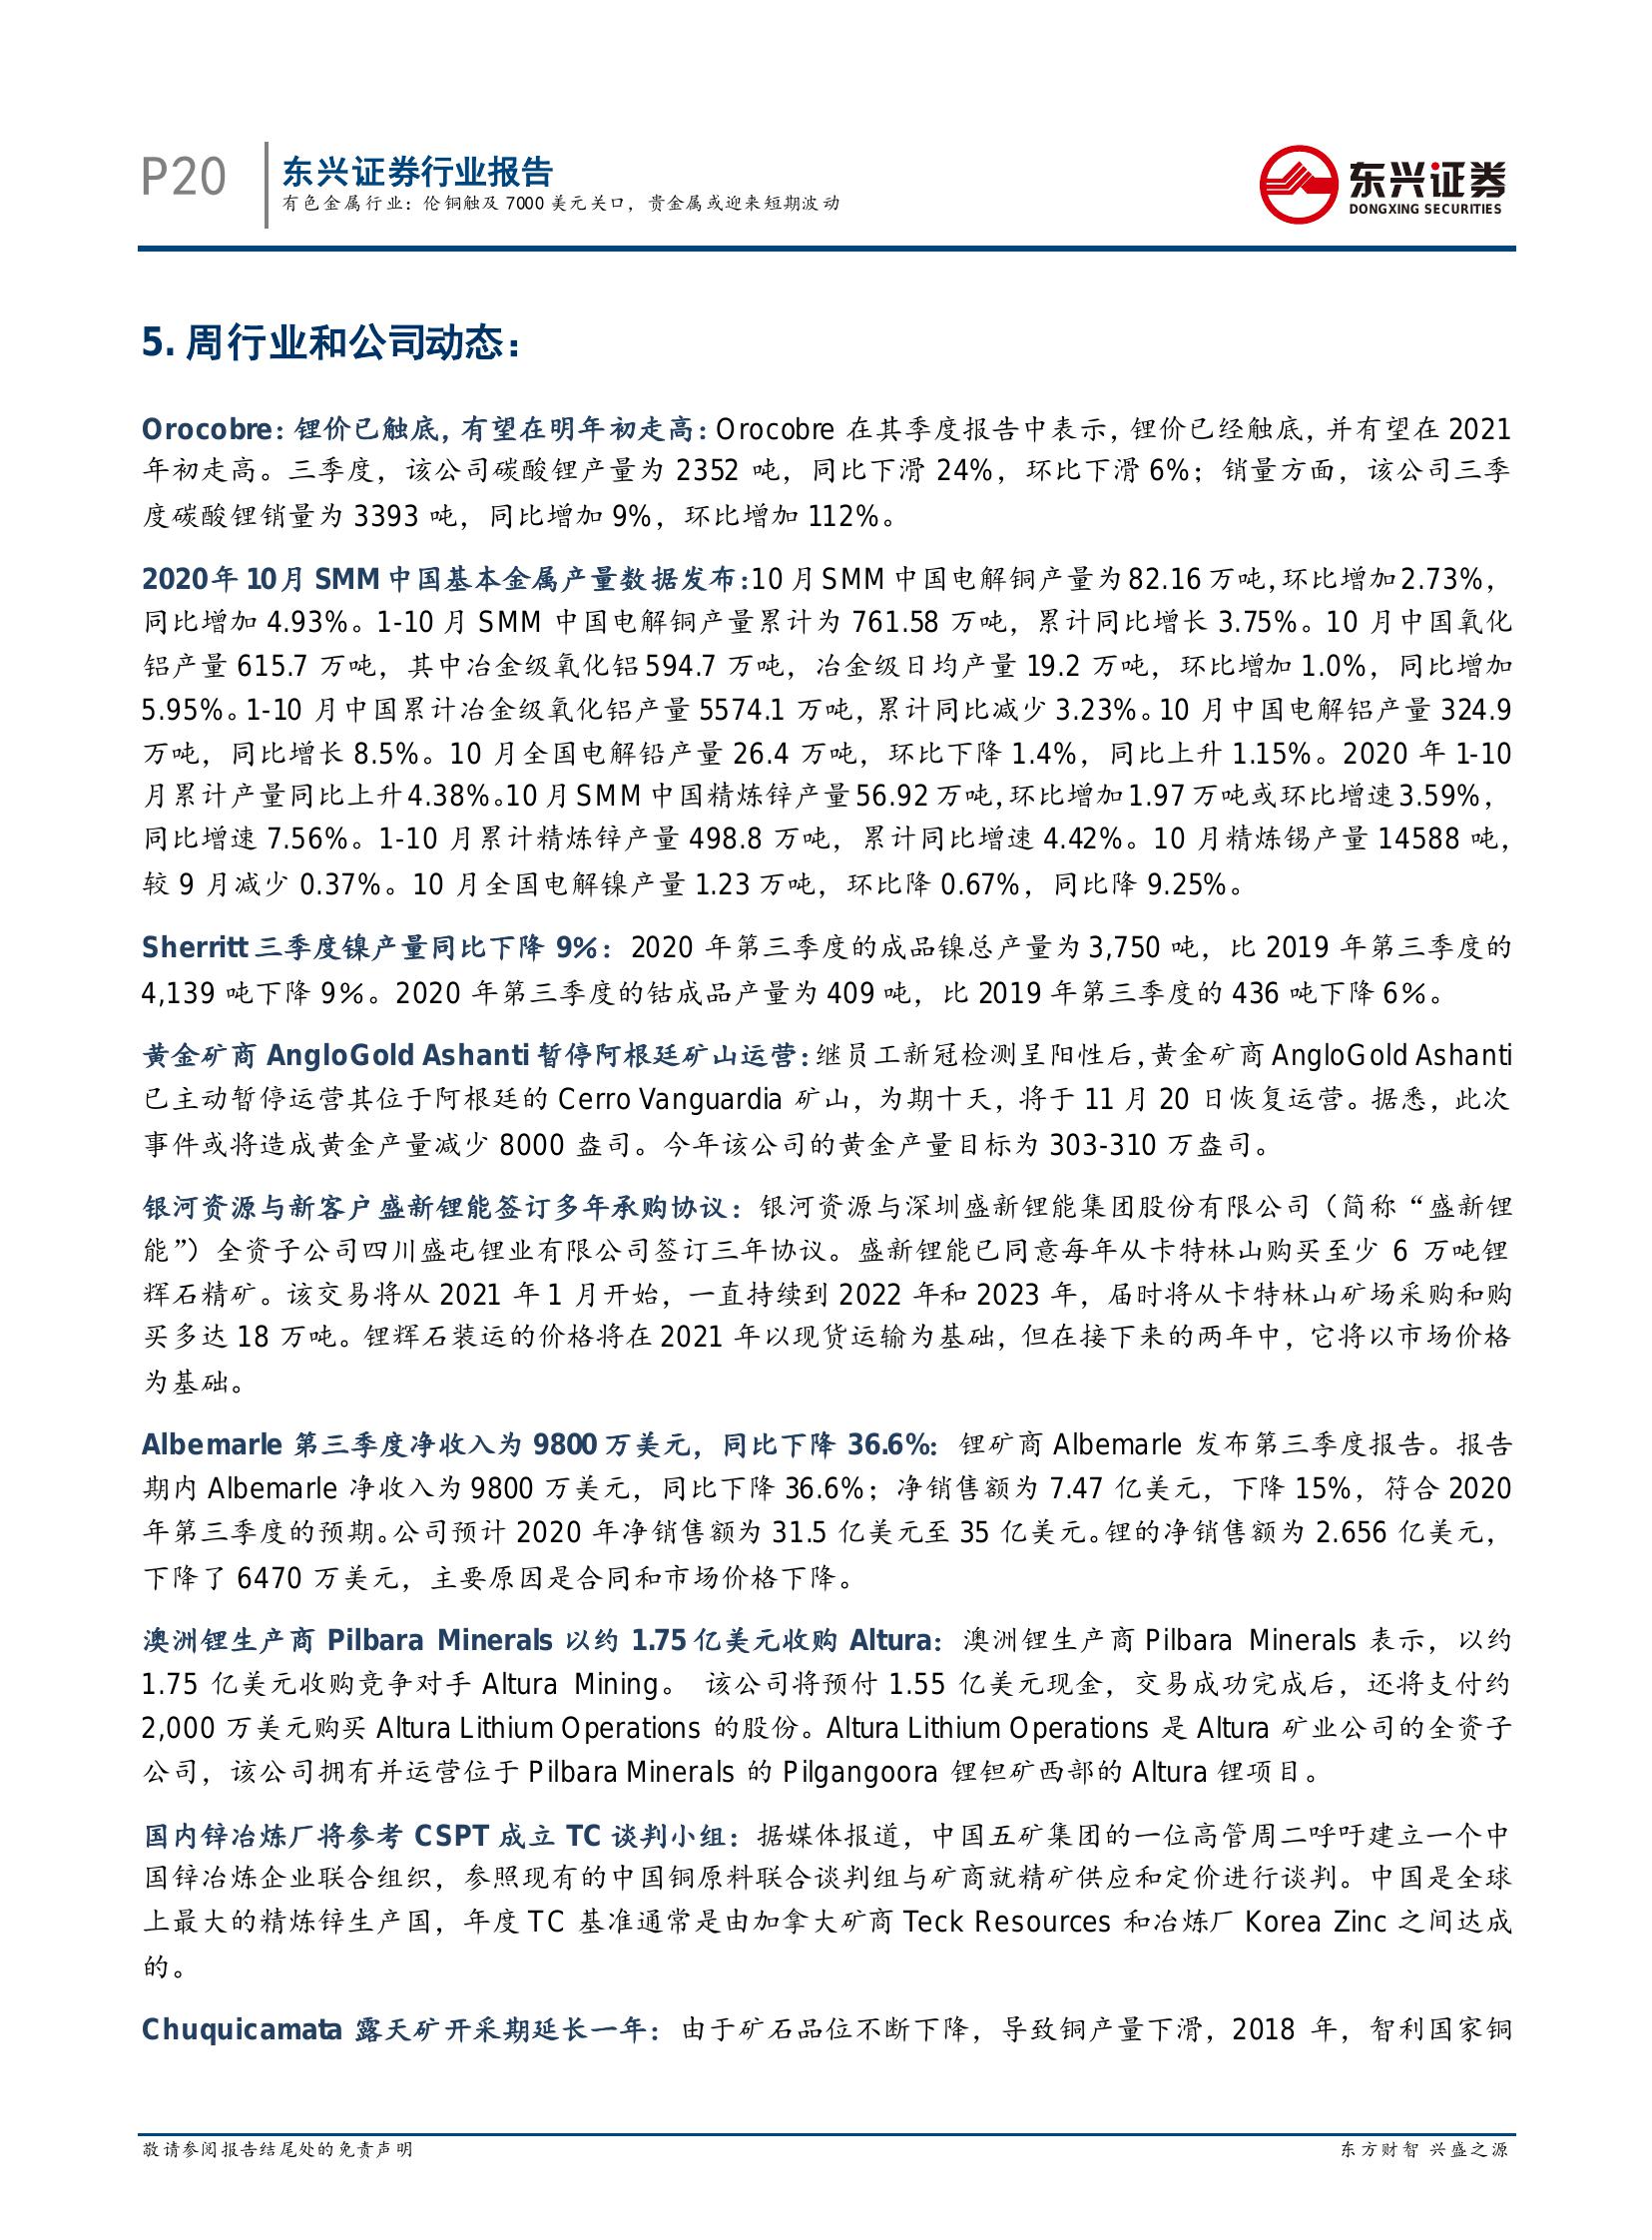 P20
东兴证券行业报告
有色金属行业：伦铜触及 7000 美元关口，贵金属或迎来短期波动
东兴证券
DONGXING SECURITIES
5. 周行业和公司动态：
Orocobre：锂价已触底，有望在明年初走高：Orocobre 在其季度报告中表示，锂价已经触底，并有望在 2021
年初走高。三季度，该公司碳酸锂产量为 2352 吨，同比下滑 24%，环比下滑 6%；销量方面，该公司三季
度碳酸锂销量为 3393 吨，同比增加 9%，环比增加 112%。
2020 年 10 月 SMM 中国基本金属产量数据发布：10 月 SMM 中国电解铜产量为 82.16 万吨，环比增加 2.73%，
同比增加 4.93%。1-10 月 SMM 中国电解铜产量累计为 761.58 万吨，累计同比增长 3.75%。10 月中国氧化
铝产量 615.7 万吨，其中冶金级氧化铝 594.7 万吨，冶金级日均产量 19.2 万吨，环比增加 1.0%，同比增加
5.95%。1-10 月中国累计冶金级氧化铝产量 5574.1 万吨，累计同比减少 3.23%。10 月中国电解铝产量 324.9
万吨，同比增长 8.5%。10 月全国电解铅产量 26.4 万吨，环比下降 1.4%，同比上升 1.15%。2020 年 1-10
月累计产量同比上升 4.38%。10 月 SMM 中国精炼锌产量 56.92 万吨，环比增加 1.97 万吨或环比增速 3.59%，
同比增速 7.56%。1-10 月累计精炼锌产量 498.8 万吨，累计同比增速 4.42%。10 月精炼锡产量 14588 吨，
较 9 月减少 0.37%。10 月全国电解镍产量 1.23 万吨，环比降 0.67%，同比降 9.25%。
Sherritt 三季度镍产量同比下降 9%：2020 年第三季度的成品镍总产量为 3,750 吨，比 2019 年第三季度的
4,139 吨下降 9%。2020 年第三季度的钴成品产量为 409 吨，比 2019 年第三季度的 436 吨下降 6%。
黄金矿商 AngloGold Ashanti 暂停阿根廷矿山运营：继员工新冠检测呈阳性后，黄金矿商 AngloGold Ashanti
已主动暂停运营其位于阿根廷的 Cerro Vanguardia 矿山，为期十天，将于 11 月 20 日恢复运营。据悉，此次
事件或将造成黄金产量减少 8000 盎司。今年该公司的黄金产量目标为 303-310 万盎司。
银河资源与新客户盛新锂能签订多年承购协议：银河资源与深圳盛新锂能集团股份有限公司（简称“盛新锂
能”）全资子公司四川盛屯锂业有限公司签订三年协议。盛新锂能已同意每年从卡特林山购买至少 6 万吨锂
辉石精矿。该交易将从 2021 年 1 月开始，一直持续到 2022 年和 2023 年，届时将从卡特林山矿场采购和购
买多达 18 万吨。锂辉石装运的价格将在 2021 年以现货运输为基础，但在接下来的两年中，它将以市场价格
为基础。
Albemarle 第三季度净收入为 9800 万美元，同比下降 36.6%：锂矿商 Albemarle 发布第三季度报告。报告
期内 Albemarle 净收入为 9800 万美元，同比下降 36.6%；净销售额为 7.47 亿美元，下降 15%，符合 2020
年第三季度的预期。公司预计 2020 年净销售额为 31.5 亿美元至 35 亿美元。锂的净销售额为 2.656 亿美元，
下降了 6470 万美元，主要原因是合同和市场价格下降。
澳洲锂生产商 Pilbara Minerals 以约 1.75 亿美元收购 Altura：澳洲锂生产商 Pilbara Minerals 表示，以约
1.75 亿美元收购竞争对手 Altura Mining。 该公司将预付 1.55 亿美元现金，交易成功完成后，还将支付约
2,000 万美元购买 Altura Lithium Operations 的股份。Altura Lithium Operations 是 Altura 矿业公司的全资子
公司，该公司拥有并运营位于 Pilbara Minerals 的 Pilgangoora 锂钽矿西部的 Altura 锂项目。
国内锌冶炼厂将参考 CSPT 成立 TC 谈判小组：据媒体报道，中国五矿集团的一位高管周二呼吁建立一个中
国锌冶炼企业联合组织，参照现有的中国铜原料联合谈判组与矿商就精矿供应和定价进行谈判。中国是全球
上最大的精炼锌生产国，年度 TC 基准通常是由加拿大矿商 Teck Resources 和冶炼厂 Korea Zinc 之间达成
的。
Chuquicamata 露天矿开采期延长一年：由于矿石品位不断下降，导致铜产量下滑，2018 年，智利国家铜
敬请参阅报告结尾处的免责声明
东方财智 兴盛之源